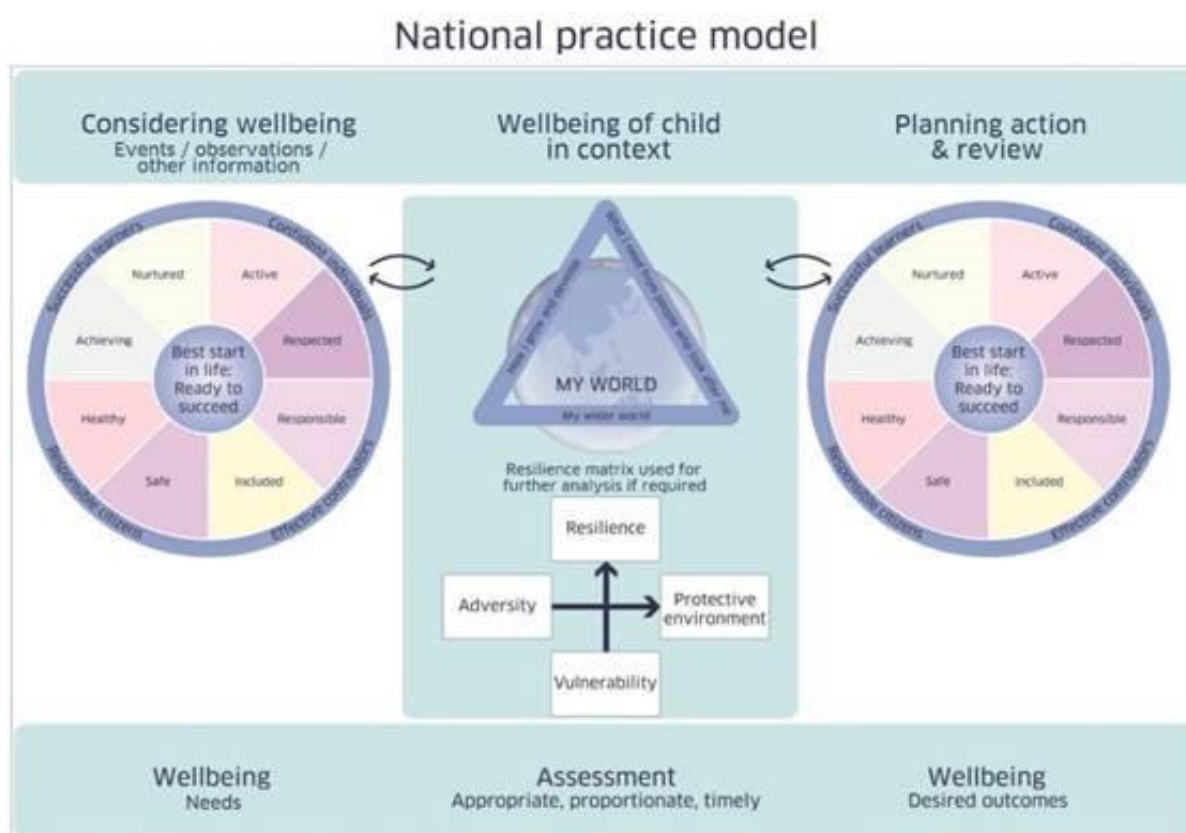 National practice model
Considering wellbeing
Events / observations /
other information
Wellbeing of child
in context
Planning action
& review
Successful learners
Confident individuals
Nurtured
Active
Achieving
Respected
Best start
in life:
Ready to
succeed
Healthy
Responsible
Safe
Included
Responsible citizens
Effective contributors
How I grow and develop
What I need from people who look after me
MY WORLD
My wider world
Resilience matrix used for
further analysis if required
Resilience
Adversity
Protective
environment
Vulnerability
Successful learners
Confident individuals
Nurtured
Active
Achieving
Respected
Best start
in life:
Ready to
succeed
Healthy
Responsible
Safe
Included
Responsible citizens
Effective contributors
Wellbeing
Needs
Assessment
Appropriate, proportionate, timely
Wellbeing
Desired outcomes